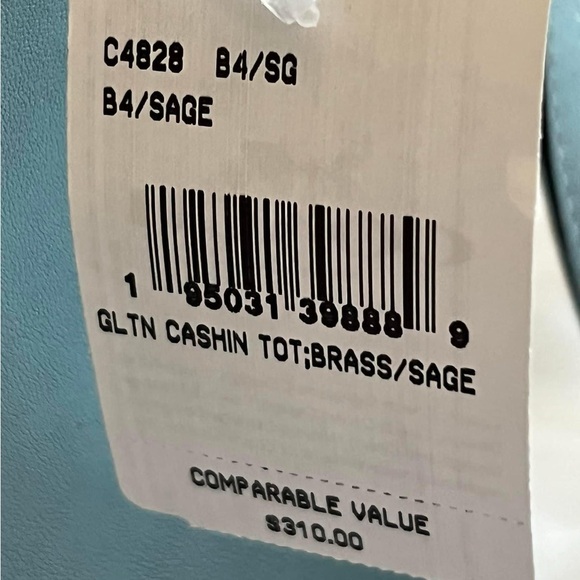 C4828 B4/SG
B4/SAGE
1 95031 39888 9
GLTN CASHIN TOT;BRASS/SAGE
COMPARABLE VALUE
$310.00